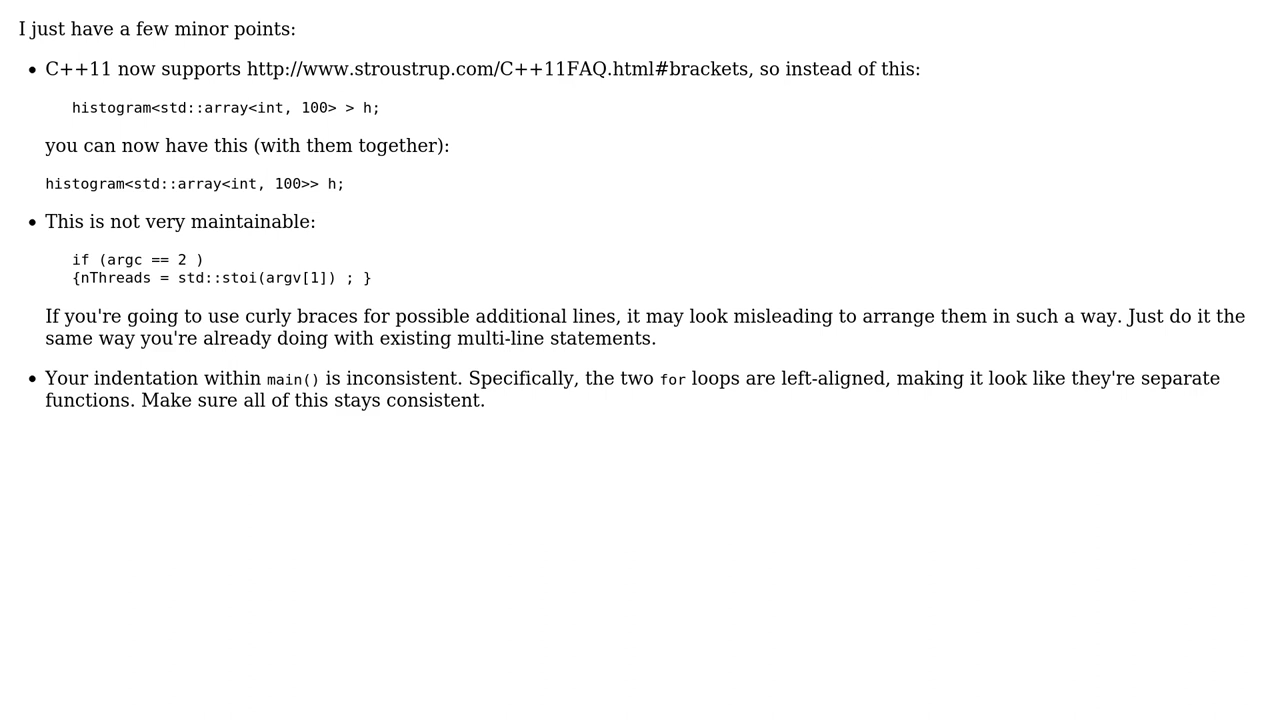 I just have a few minor points:
• C++11 now supports http://www.stroustrup.com/C++11FAQ.html#brackets, so instead of this:
histogram<std::array<int, 100> > h;
you can now have this (with them together):
histogram<std::array<int, 100>> h;
• This is not very maintainable:
if (argc == 2 )
{nThreads = std::stoi(argv[1]) ; }
If you're going to use curly braces for possible additional lines, it may look misleading to arrange them in such a way. Just do it the
same way you're already doing with existing multi-line statements.
• Your indentation within main() is inconsistent. Specifically, the two for loops are left-aligned, making it look like they're separate
functions. Make sure all of this stays consistent.